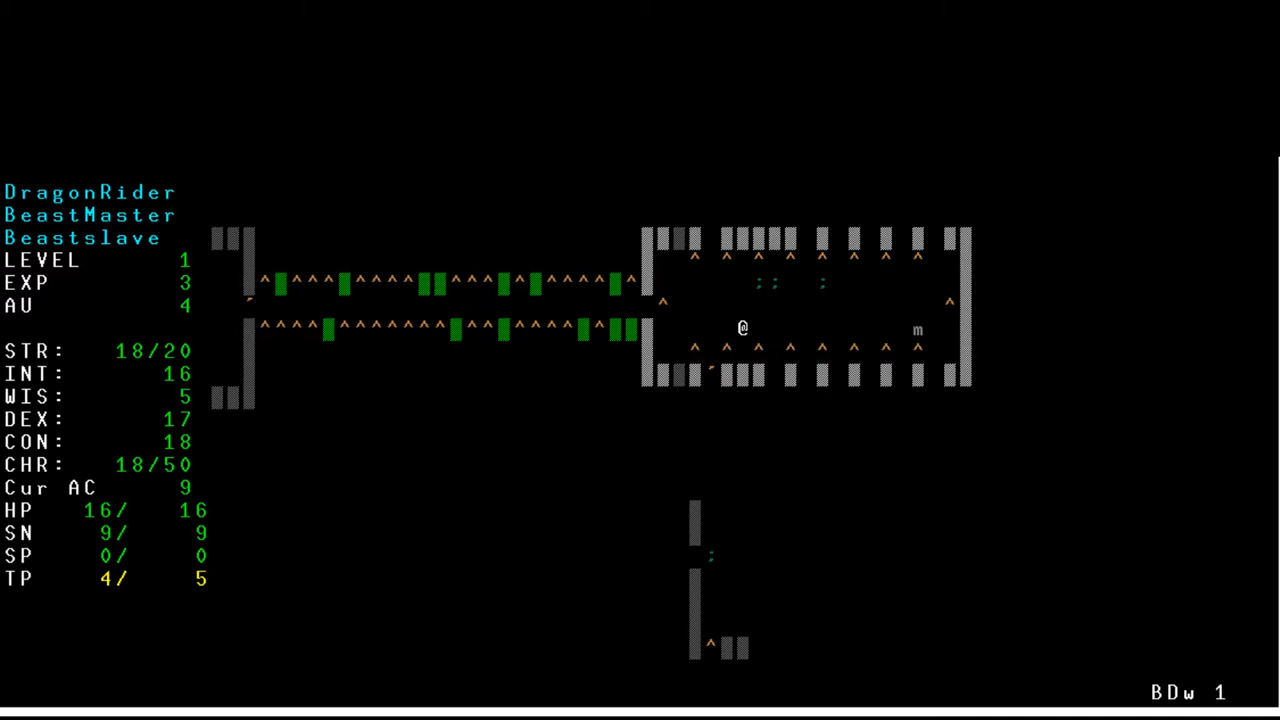 DragonRider
BeastMaster
Beastslave
LEVEL 1
EXP 3
AU 4
STR: 18/20
INT: 16
WIS: 5
DEX: 17
CON: 18
CHR: 18/50
Cur AC 9
HP 16/ 16
SN 9/ 9
SP 0/ 0
TP 4/ 5
@
m
BDw 1